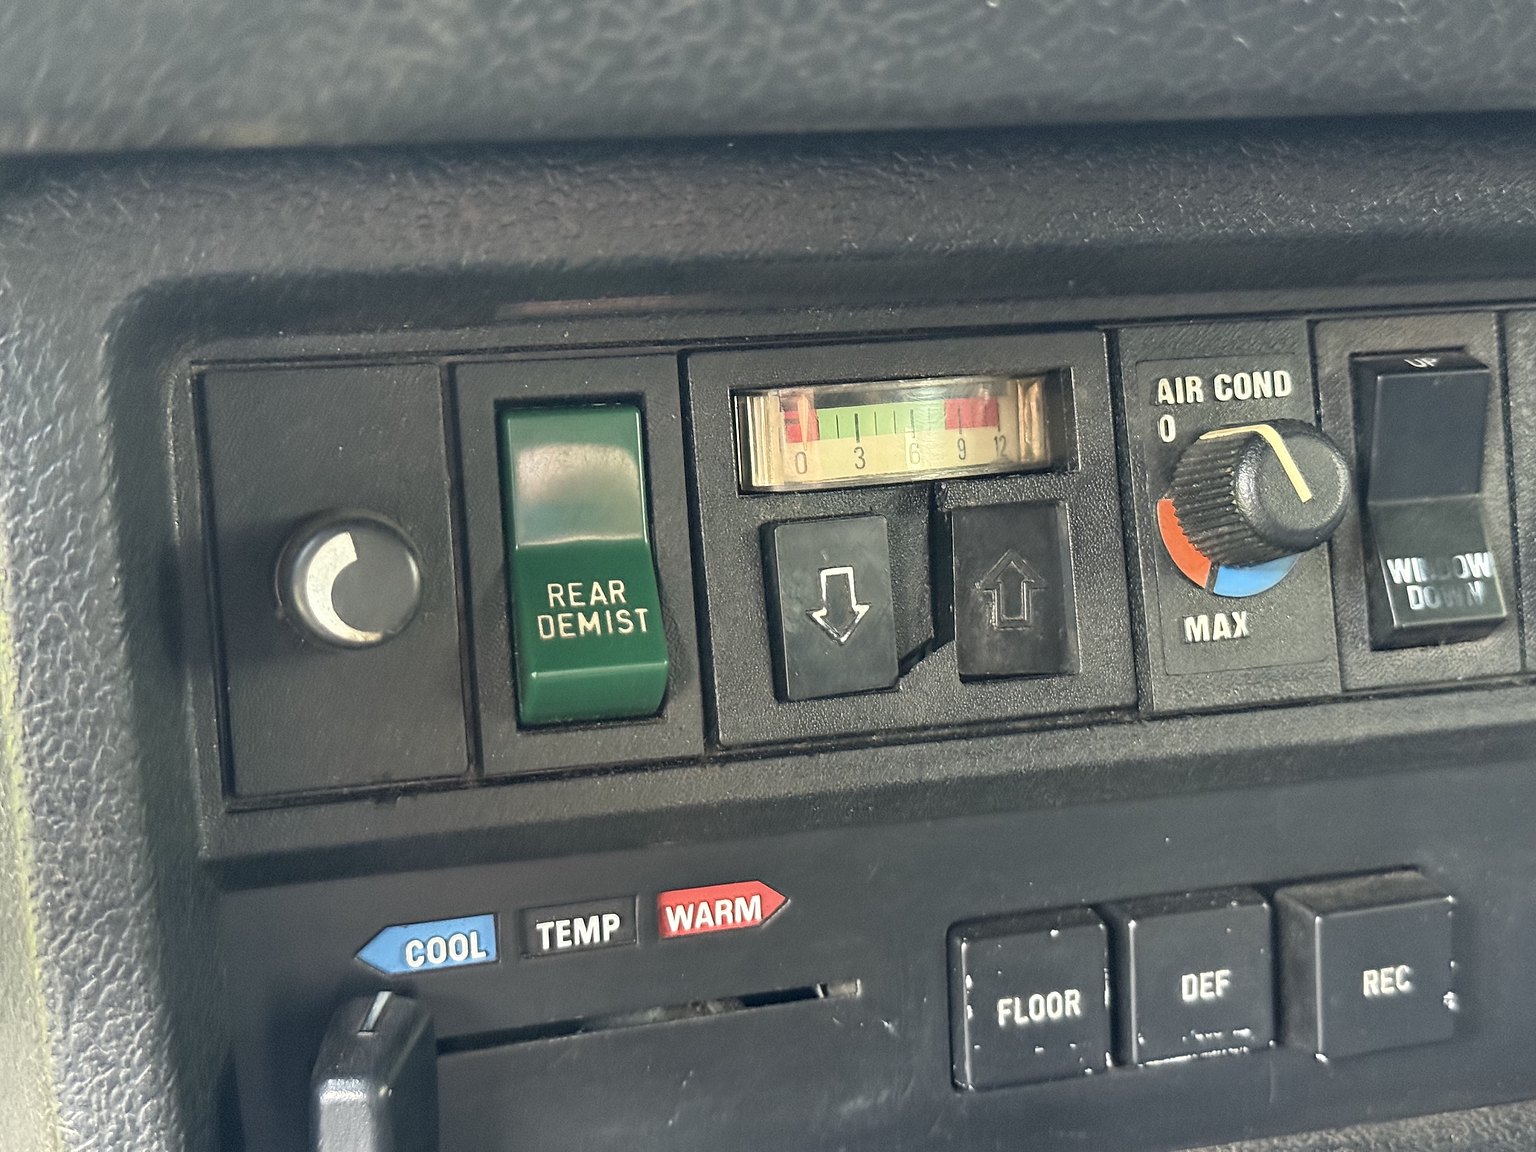 REAR
DEMIST
0 3 6 9 12
AIR COND
0
MAX
UP
WINDOW
DOWN
COOL TEMP WARM
FLOOR DEF REC